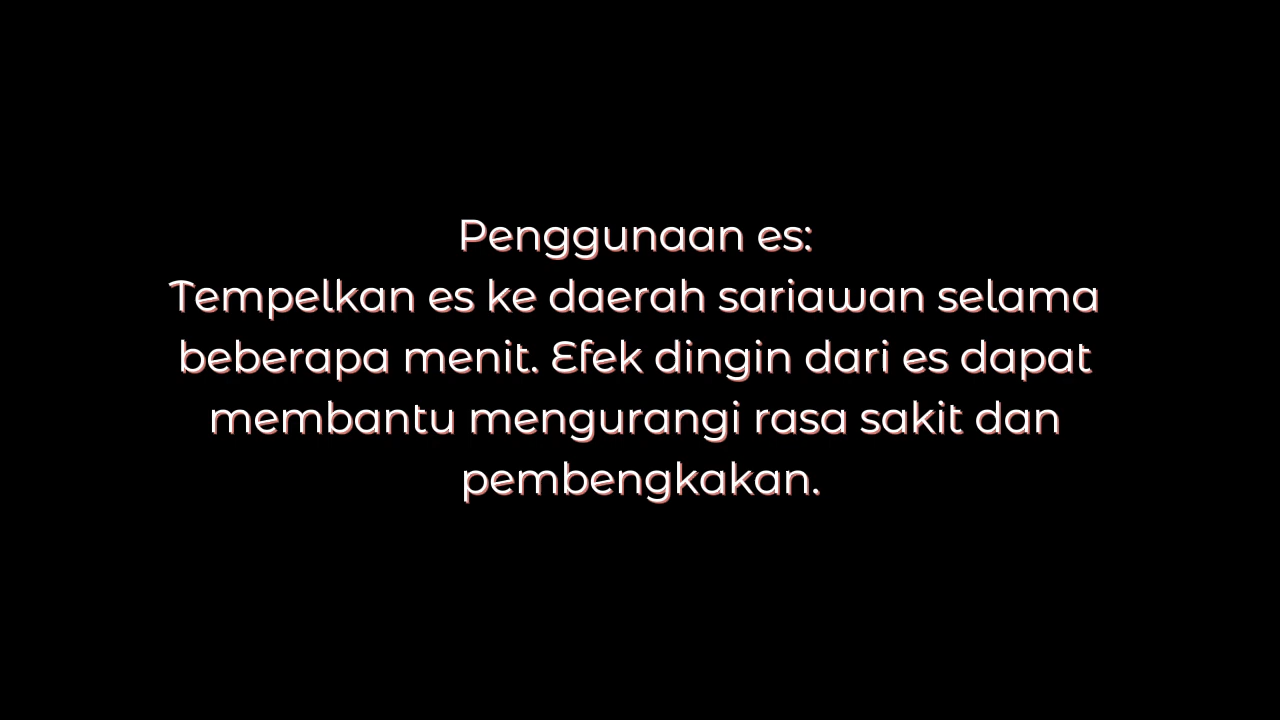 Penggunaan es:
Tempelkan es ke daerah sariawan selama
beberapa menit. Efek dingin dari es dapat
membantu mengurangi rasa sakit dan
pembengkakan.